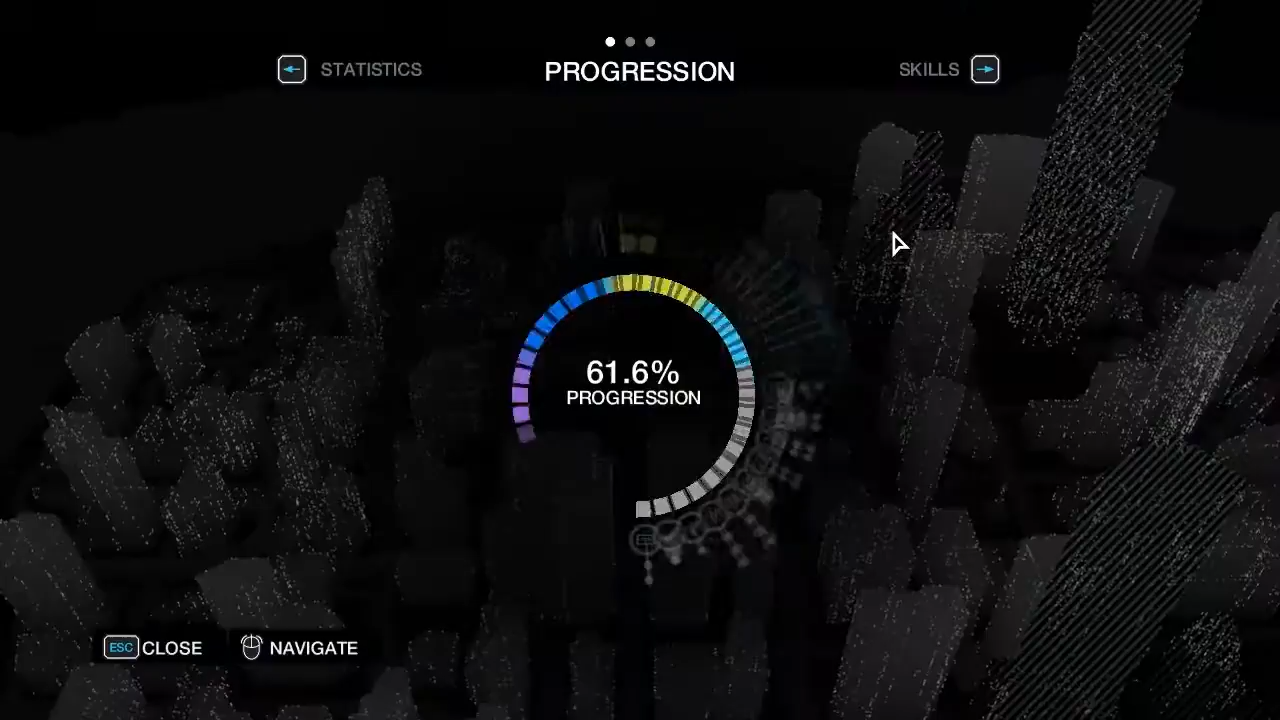 STATISTICS
PROGRESSION
SKILLS
61.6%
PROGRESSION
ESC CLOSE
NAVIGATE